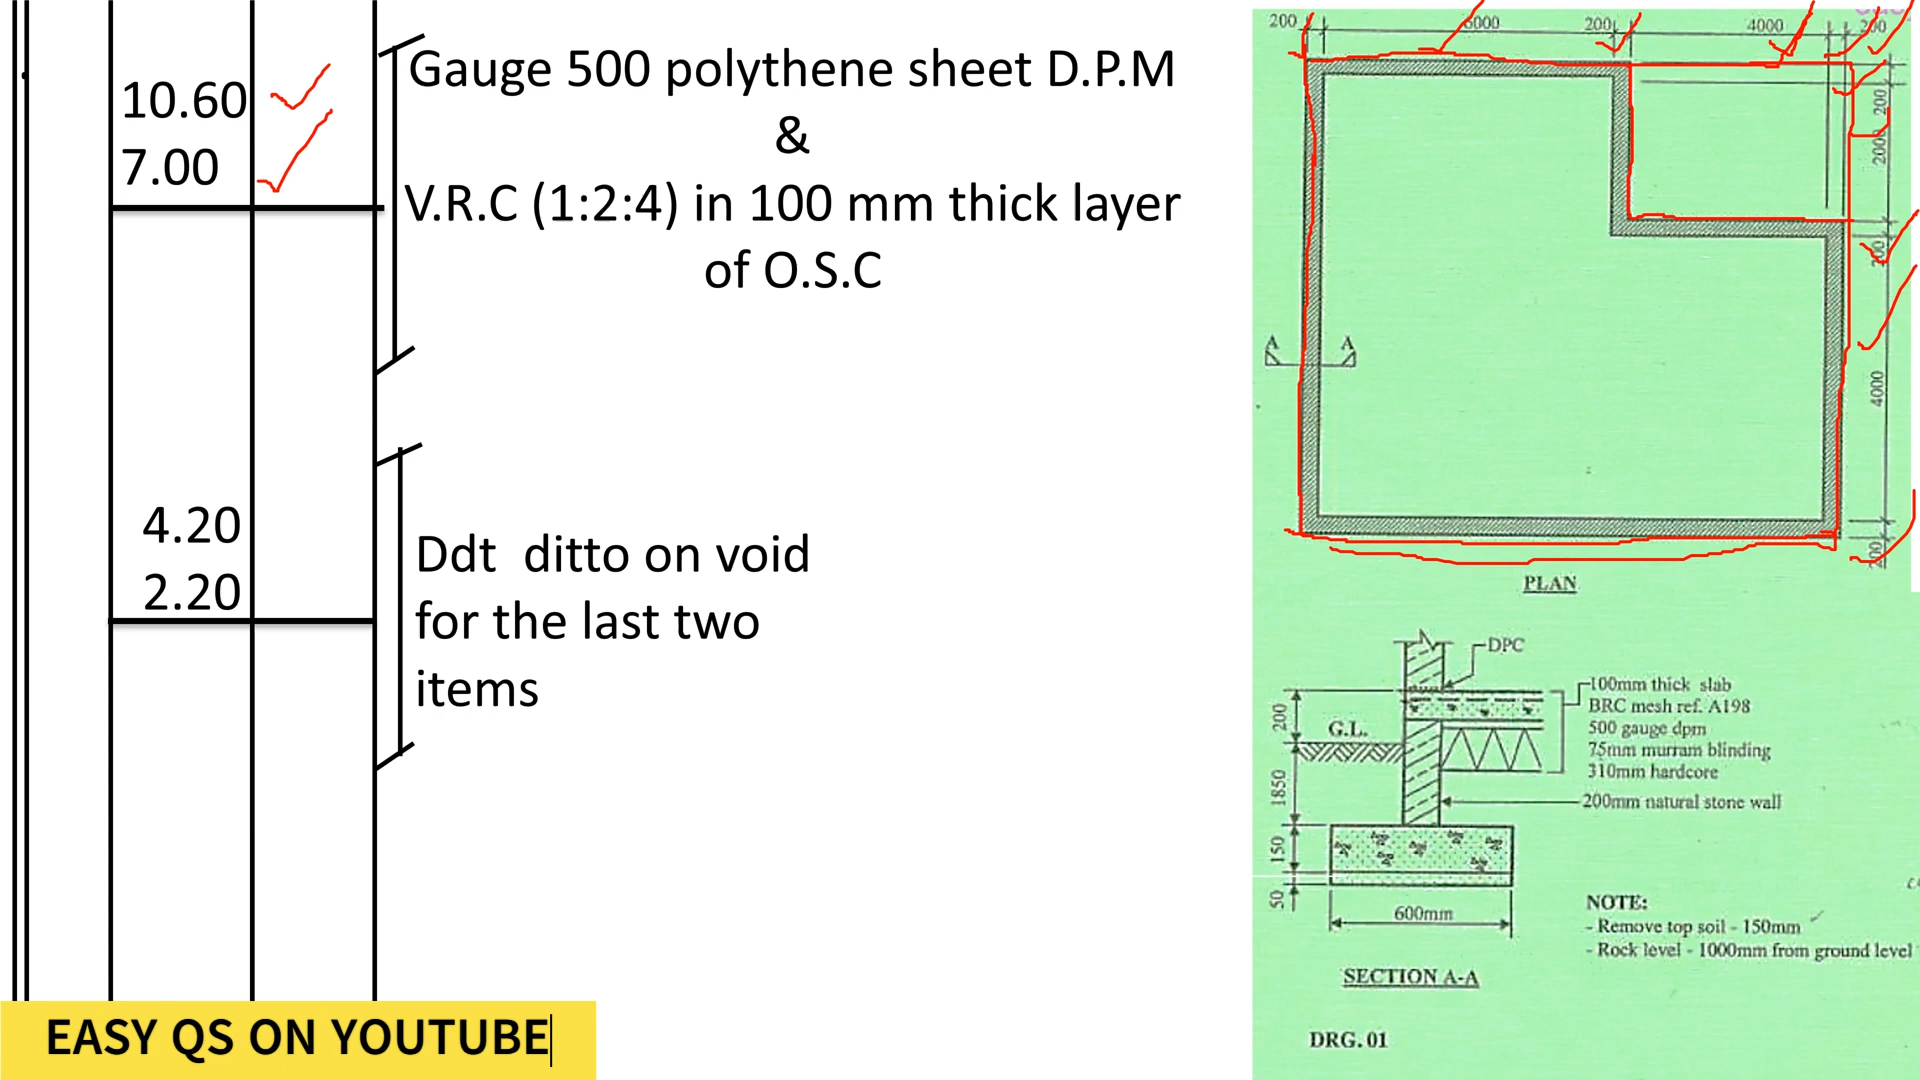 10.60
7.00
Gauge 500 polythene sheet D.P.M
&
V.R.C (1:2:4) in 100 mm thick layer
of O.S.C
4.20
2.20
Ddt ditto on void
for the last two
items
EASY QS ON YOUTUBE
200
6000
200
4000
200
200
2000
200
4000
200
A
A
PLAN
DPC
100mm thick slab
BRC mesh ref. A198
500 gauge dpm
75mm murram blinding
310mm hardcore
200mm natural stone wall
G.L.
200
1850
150
50
600mm
NOTE:
- Remove top soil - 150mm
- Rock level - 1000mm from ground level
SECTION A-A
DRG. 01